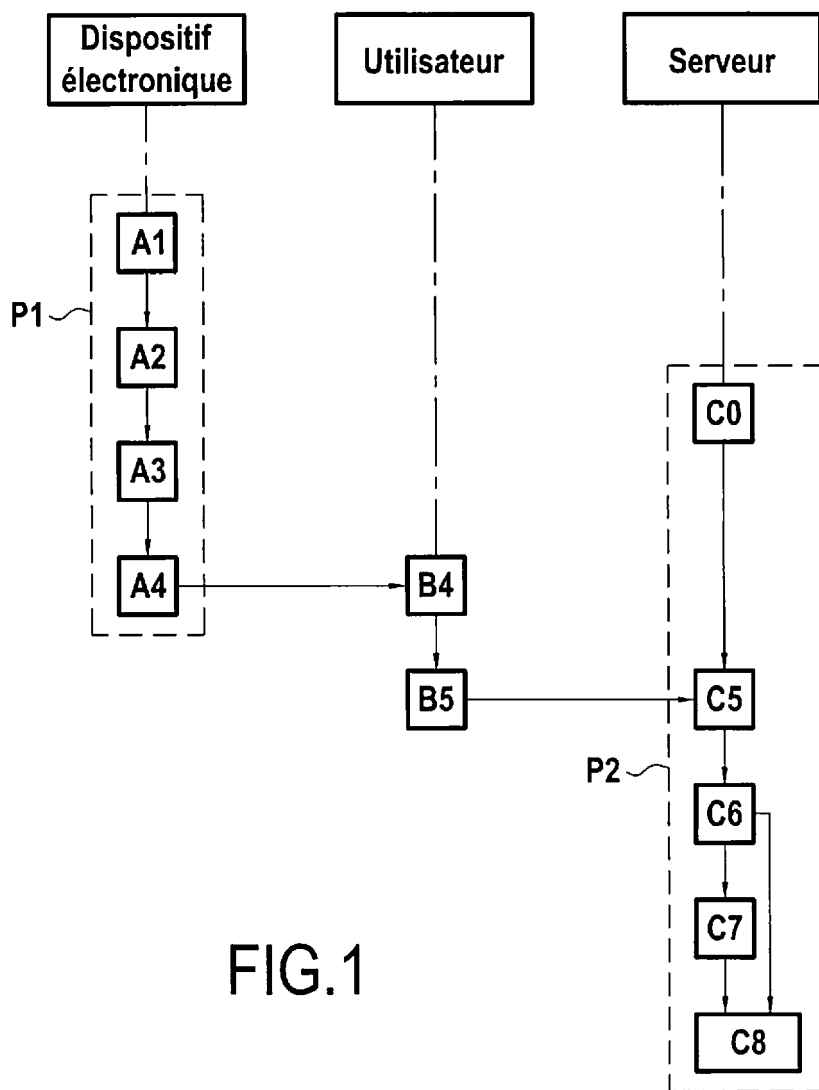 Dispositif
électronique
Utilisateur
Serveur
A1
P1
A2
C0
A3
A4
B4
B5
C5
P2
C6
C7
FIG.1
C8